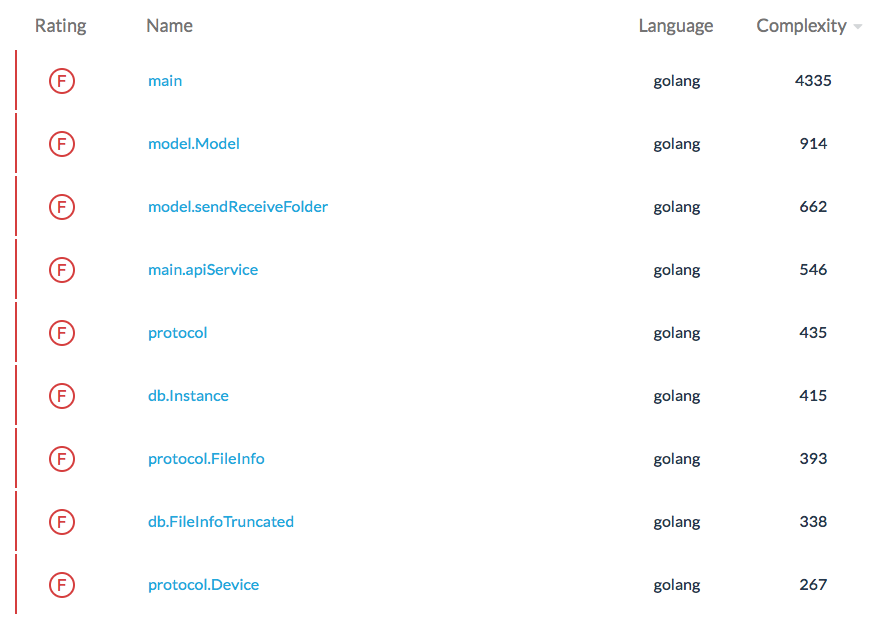 Rating Name Language Complexity
F main golang 4335
F model.Model golang 914
F model.sendReceiveFolder golang 662
F main.apiService golang 546
F protocol golang 435
F db.Instance golang 415
F protocol.FileInfo golang 393
F db.FileInfoTruncated golang 338
F protocol.Device golang 267